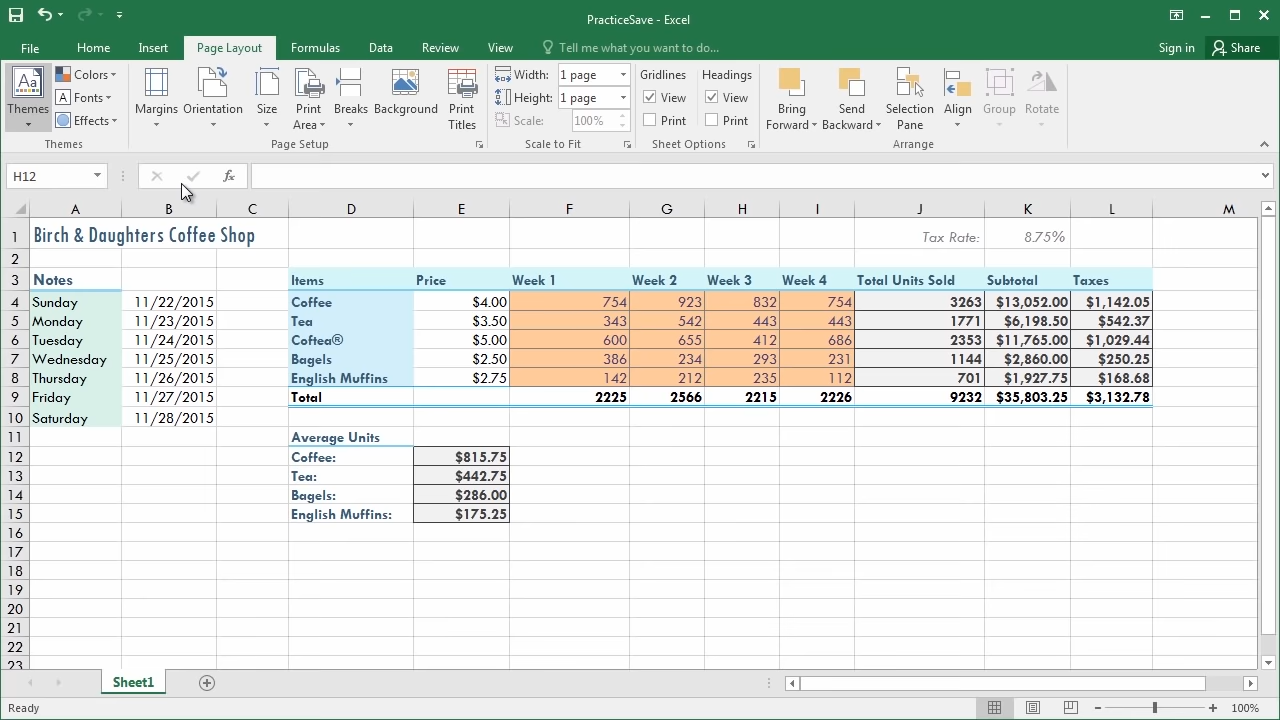 PracticeSave - Excel
File Home Insert Page Layout Formulas Data Review View Tell me what you want to do... Sign in Share
Themes Colors Fonts Effects Margins Orientation Size Print Area Breaks Background Print Titles Width: 1 page Height: 1 page Scale: 100% Gridlines View Print Headings View Print Bring Forward Send Backward Selection Pane Align Group Rotate
Themes Page Setup Scale to Fit Sheet Options Arrange
H12 fx
A B C D E F G H I J K L M
1 Birch & Daughters Coffee Shop Tax Rate: 8.75%
2
3 Notes Items Price Week 1 Week 2 Week 3 Week 4 Total Units Sold Subtotal Taxes
4 Sunday 11/22/2015 Coffee $4.00 754 923 832 754 3263 $13,052.00 $1,142.05
5 Monday 11/23/2015 Tea $3.50 343 542 443 443 1771 $6,198.50 $542.37
6 Tuesday 11/24/2015 Coftea® $5.00 600 655 412 686 2353 $11,765.00 $1,029.44
7 Wednesday 11/25/2015 Bagels $2.50 386 234 293 231 1144 $2,860.00 $250.25
8 Thursday 11/26/2015 English Muffins $2.75 142 212 235 112 701 $1,927.75 $168.68
9 Friday 11/27/2015 Total 2225 2566 2215 2226 9232 $35,803.25 $3,132.78
10 Saturday 11/28/2015
11 Average Units
12 Coffee: $815.75
13 Tea: $442.75
14 Bagels: $286.00
15 English Muffins: $175.25
16
17
18
19
20
21
22
23
Sheet1
Ready 100%